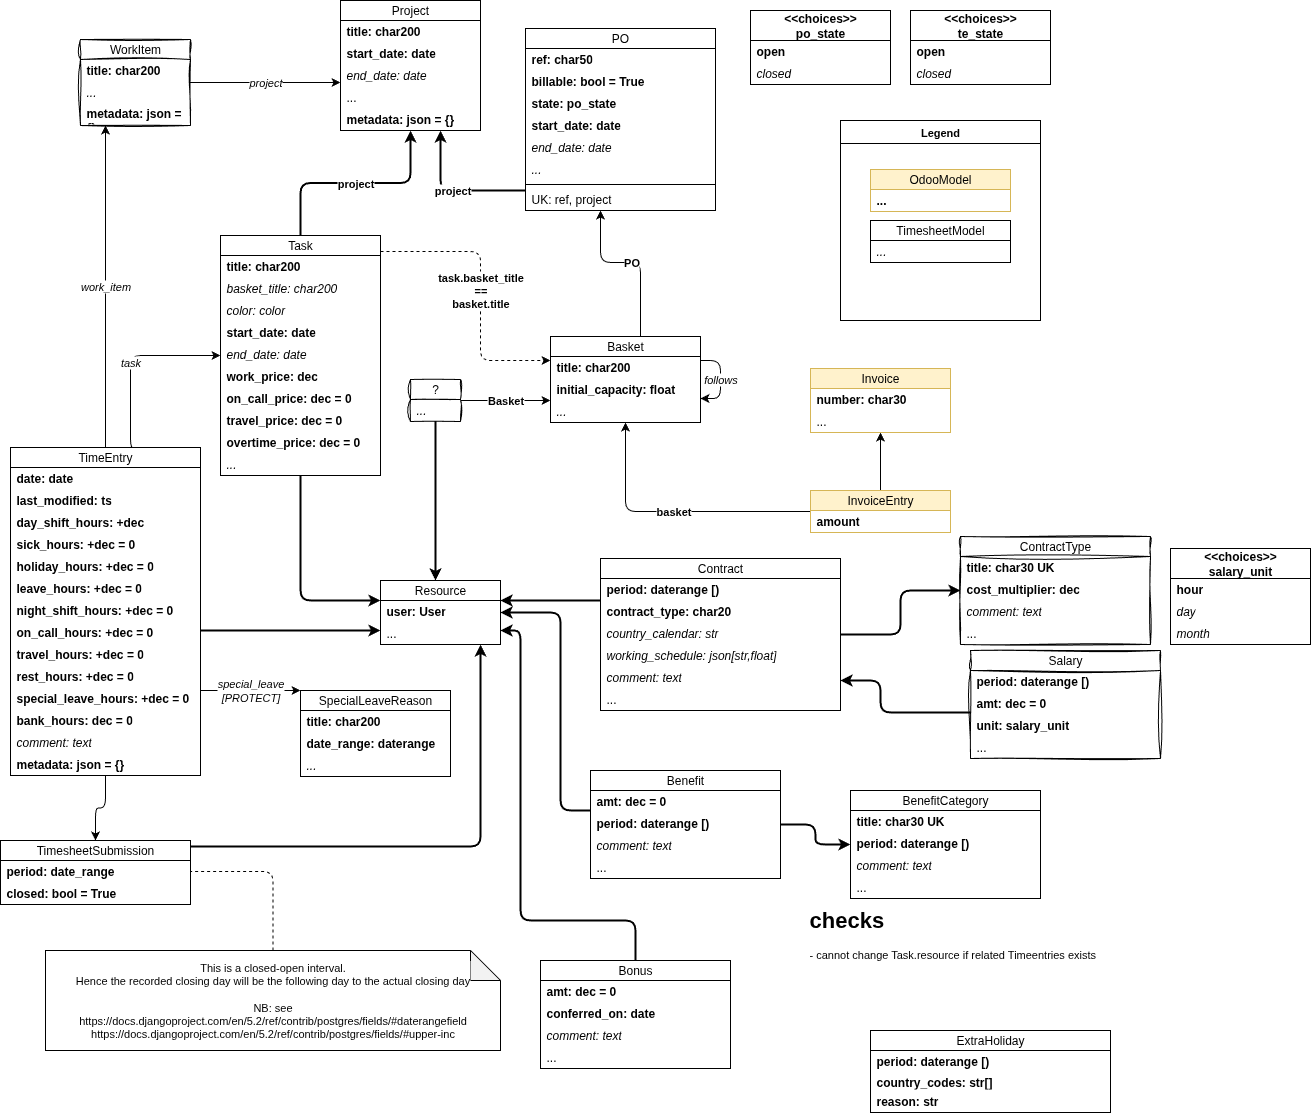 Project
title: char200
start_date: date
end_date: date
...
metadata: json = {}
WorkItem
title: char200
...
metadata: json =
project
PO
ref: char50
billable: bool = True
state: po_state
start_date: date
end_date: date
...
UK: ref, project
<<choices>>
po_state
open
closed
<<choices>>
te_state
open
closed
Legend
OdooModel
...
TimesheetModel
...
project
project
Task
title: char200
basket_title: char200
color: color
start_date: date
end_date: date
work_price: dec
on_call_price: dec = 0
travel_price: dec = 0
overtime_price: dec = 0
...
task.basket_title
==
basket.title
PO
work_item
task
Basket
title: char200
initial_capacity: float
...
follows
?
...
Basket
Invoice
number: char30
...
InvoiceEntry
amount
basket
TimeEntry
date: date
last_modified: ts
day_shift_hours: +dec
sick_hours: +dec = 0
holiday_hours: +dec = 0
leave_hours: +dec = 0
night_shift_hours: +dec = 0
on_call_hours: +dec = 0
travel_hours: +dec = 0
rest_hours: +dec = 0
special_leave_hours: +dec = 0
bank_hours: dec = 0
comment: text
metadata: json = {}
Resource
user: User
...
Contract
period: daterange [)
contract_type: char20
country_calendar: str
working_schedule: json[str,float]
comment: text
...
ContractType
title: char30 UK
cost_multiplier: dec
comment: text
...
<<choices>>
salary_unit
hour
day
month
Salary
period: daterange [)
amt: dec = 0
unit: salary_unit
...
special_leave
[PROTECT]
SpecialLeaveReason
title: char200
date_range: daterange
...
Benefit
amt: dec = 0
period: daterange [)
comment: text
...
BenefitCategory
title: char30 UK
period: daterange [)
comment: text
...
TimesheetSubmission
period: date_range
closed: bool = True
checks
- cannot change Task.resource if related Timeentries exists
This is a closed-open interval.
Hence the recorded closing day will be the following day to the actual closing day
NB: see
https://docs.djangoproject.com/en/5.2/ref/contrib/postgres/fields/#daterangefield
https://docs.djangoproject.com/en/5.2/ref/contrib/postgres/fields/#upper-inc
Bonus
amt: dec = 0
conferred_on: date
comment: text
...
ExtraHoliday
period: daterange [)
country_codes: str[]
reason: str